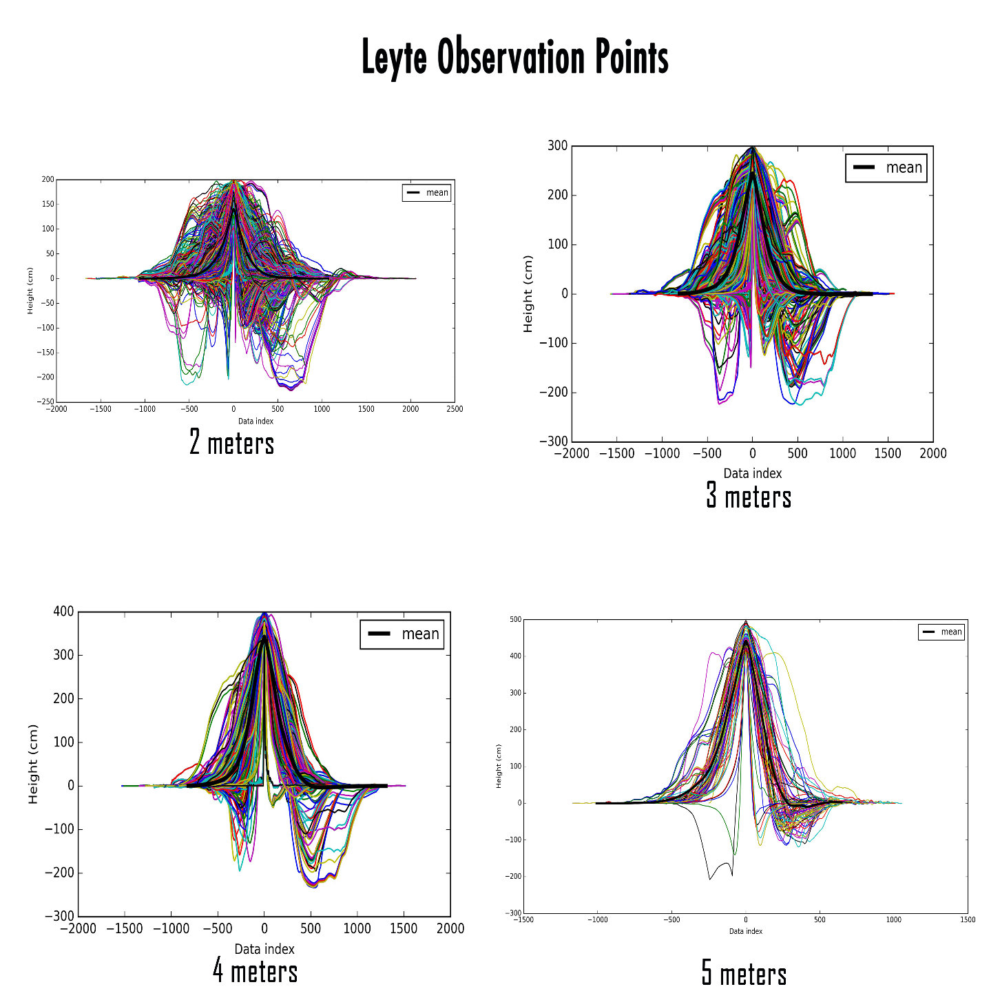 Leyte Observation Points
200
150
100
50
0
−50
−100
−150
−200
−250
Height (cm)
mean
−2000 −1500 −1000 −500 0 500 1000 1500 2000 2500
Data index
2 meters
300
200
100
0
−100
−200
−300
Height (cm)
mean
−2000 −1500 −1000 −500 0 500 1000 1500 2000
Data index
3 meters
400
300
200
100
0
−100
−200
−300
Height (cm)
mean
−2000 −1500 −1000 −500 0 500 1000 1500 2000
Data index
4 meters
500
400
300
200
100
0
−100
−200
−300
Height (cm)
mean
−1500 −1000 −500 0 500 1000 1500
Data index
5 meters